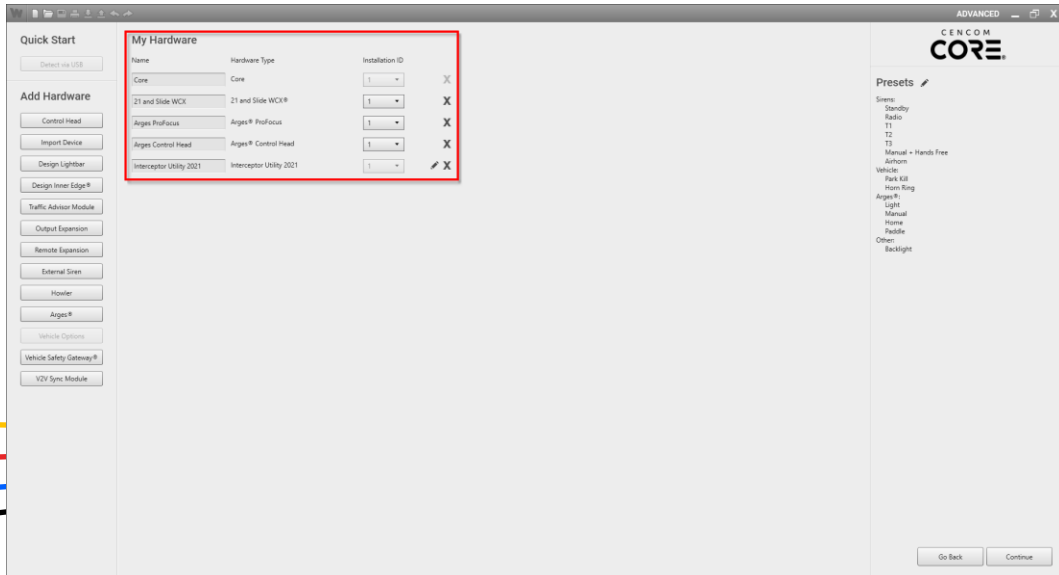 W
ADVANCED
Quick Start
Detect via USB
Add Hardware
Control Head
Import Device
Design Lightbar
Design Inner Edge®
Traffic Advisor Module
Output Expansion
Remote Expansion
External Siren
Howler
Arges®
Vehicle Options
Vehicle Safety Gateway®
V2V Sync Module
My Hardware
Name Hardware Type Installation ID
Core Core 1 X
21 and Slide WCX 21 and Slide WCX® 1 X
Arges ProFocus Arges® ProFocus 1 X
Arges Control Head Arges® Control Head 1 X
Interceptor Utility 2021 Interceptor Utility 2021 1 X
CENCOM
CORE®
Presets
Sirens:
Standby
Radio
T1
T2
T3
Manual + Hands Free
Airhorn
Vehicle:
Park Kill
Horn Ring
Arges®:
Light
Manual
Home
Paddle
Other:
Backlight
Go Back Continue